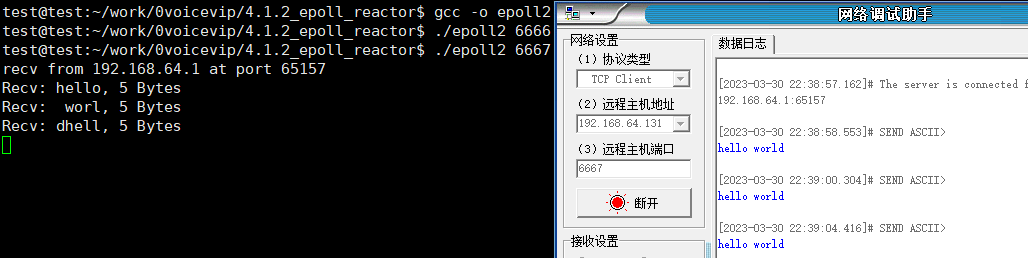 test@test:~/work/0voicevip/4.1.2_epoll_reactor$ gcc -o epoll2
test@test:~/work/0voicevip/4.1.2_epoll_reactor$ ./epoll2 6666
test@test:~/work/0voicevip/4.1.2_epoll_reactor$ ./epoll2 6667
recv from 192.168.64.1 at port 65157
Recv: hello, 5 Bytes
Recv:  worl, 5 Bytes
Recv: dhell, 5 Bytes
网络调试助手
网络设置
(1) 协议类型
TCP Client
(2) 远程主机地址
192.168.64.131
(3) 远程主机端口
6667
断开
接收设置
数据日志
[2023-03-30 22:38:57.162]# The server is connected f
192.168.64.1:65157
[2023-03-30 22:38:58.553]# SEND ASCII>
hello world
[2023-03-30 22:39:00.304]# SEND ASCII>
hello world
[2023-03-30 22:39:04.416]# SEND ASCII>
hello world